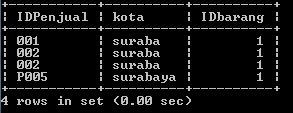 IDPenjual | kota | IDbarang
001 | suraba | 1
002 | suraba | 1
002 | suraba | 1
P005 | surabaya | 1
4 rows in set (0.00 sec)